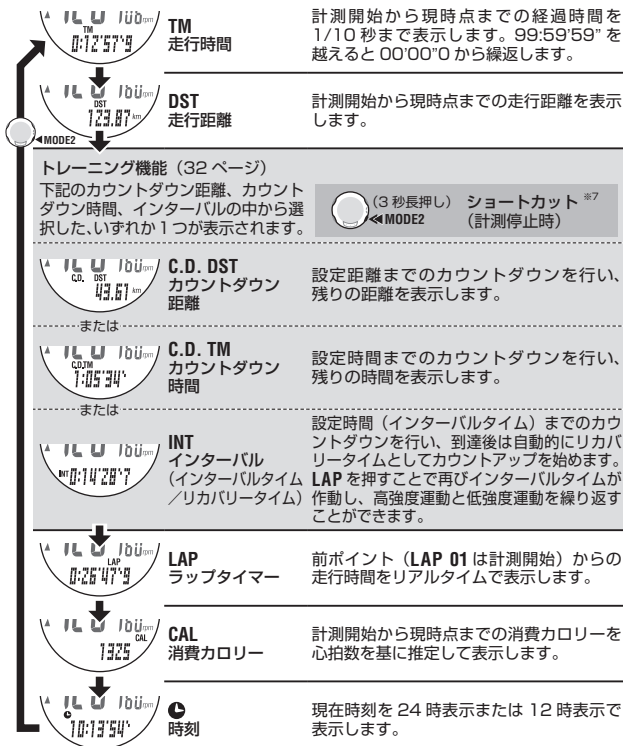 TM
走行時間
計測開始から現時点までの経過時間を
1/10 秒まで表示します。99:59'59" を
越えると 00'00"0 から繰返します。
TM
0:12'57"9
DST
走行距離
計測開始から現時点までの走行距離を表示
します。
DST
123.87 km
MODE2
トレーニング機能（32 ページ）
下記のカウントダウン距離、カウント
ダウン時間、インターバルの中から選
択した、いずれか 1 つが表示されます。
（3 秒長押し）
MODE2
ショートカット ※7
（計測停止時）
C.D. DST
43.61 km
C.D. DST
カウントダウン
距離
設定距離までのカウントダウンを行い、
残りの距離を表示します。
または
C.D.TM
1:05'34"
C.D. TM
カウントダウン
時間
設定時間までのカウントダウンを行い、
残りの時間を表示します。
または
INT 0:14'28"7
INT
インターバル
（インターバルタイム
／リカバリータイム）
設定時間（インターバルタイム）までのカウ
ントダウンを行い、到達後は自動的にリカバ
リータイムとしてカウントアップを始めます。
LAP を押すことで再びインターバルタイムが
作動し、高強度運動と低強度運動を繰り返す
ことができます。
LAP
0:26'47"9
LAP
ラップタイマー
前ポイント（LAP 01 は計測開始）からの
走行時間をリアルタイムで表示します。
CAL
1325
CAL
消費カロリー
計測開始から現時点までの消費カロリーを
心拍数を基に推定して表示します。
10:13'54"
時刻
現在時刻を 24 時表示または 12 時表示で
表示します。